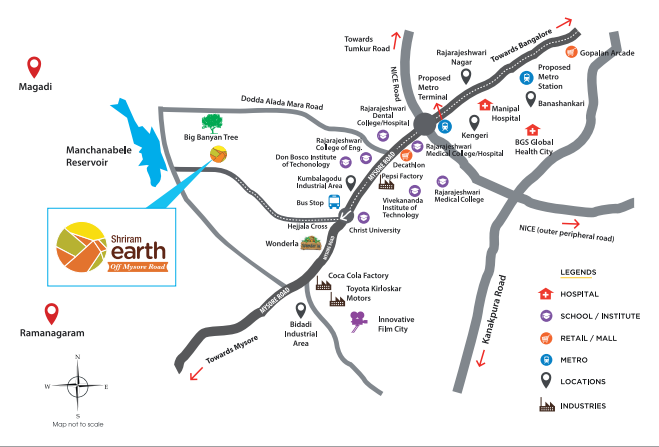 Towards
Tumkur Road
NICE Road
Towards Bangalore
Rajarajeshwari
Nagar
Gopalan Arcade
Proposed
Metro
Station
Proposed
Metro
Terminal
Banashankari
Manipal
Hospital
Kengeri
BGS Global
Health City
Magadi
Dodda Alada Mara Road
Rajarajeshwari
Dental
College/Hospital
Big Banyan Tree
Rajarajeshwari
College of Eng.
Rajarajeshwari
Medical College/Hospital
Manchanabele
Reservoir
Don Bosco Institute
of Techonology
MYSORE ROAD
Decathlon
Kumbalagodu
Industrial Area
Pepsi Factory
Rajarajeshwari
Medical College
Bus Stop
Vivekananda
Institute of
Technology
Hejjala Cross
Christ University
Shriram
earth
Off Mysore Road
Wonderla
MYSORE ROAD
NICE (outer peripheral road)
Coca Cola Factory
Toyota Kirloskar
Motors
MYSORE ROAD
Kanakpura Road
Ramanagaram
Bidadi
Industrial
Area
Innovative
Film City
Towards Mysore
N
W
E
S
Map not to scale
LEGENDS
HOSPITAL
SCHOOL / INSTITUTE
RETAIL / MALL
METRO
LOCATIONS
INDUSTRIES